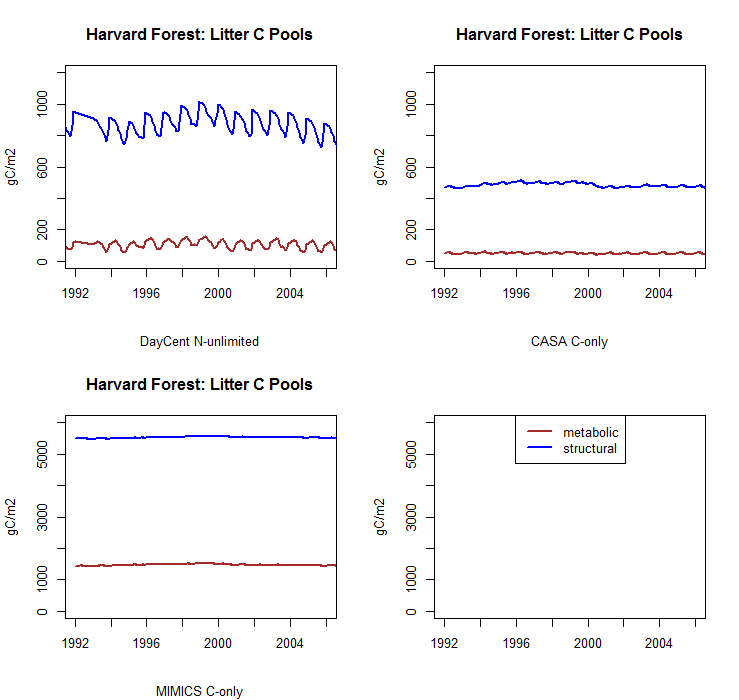 Harvard Forest: Litter C Pools
gC/m2
0 200 600 1000
1992 1996 2000 2004
DayCent N-unlimited
Harvard Forest: Litter C Pools
gC/m2
0 200 600 1000
1992 1996 2000 2004
CASA C-only
Harvard Forest: Litter C Pools
gC/m2
0 1000 3000 5000
1992 1996 2000 2004
MIMICS C-only
gC/m2
0 1000 3000 5000
1992 1996 2000 2004
metabolic
structural